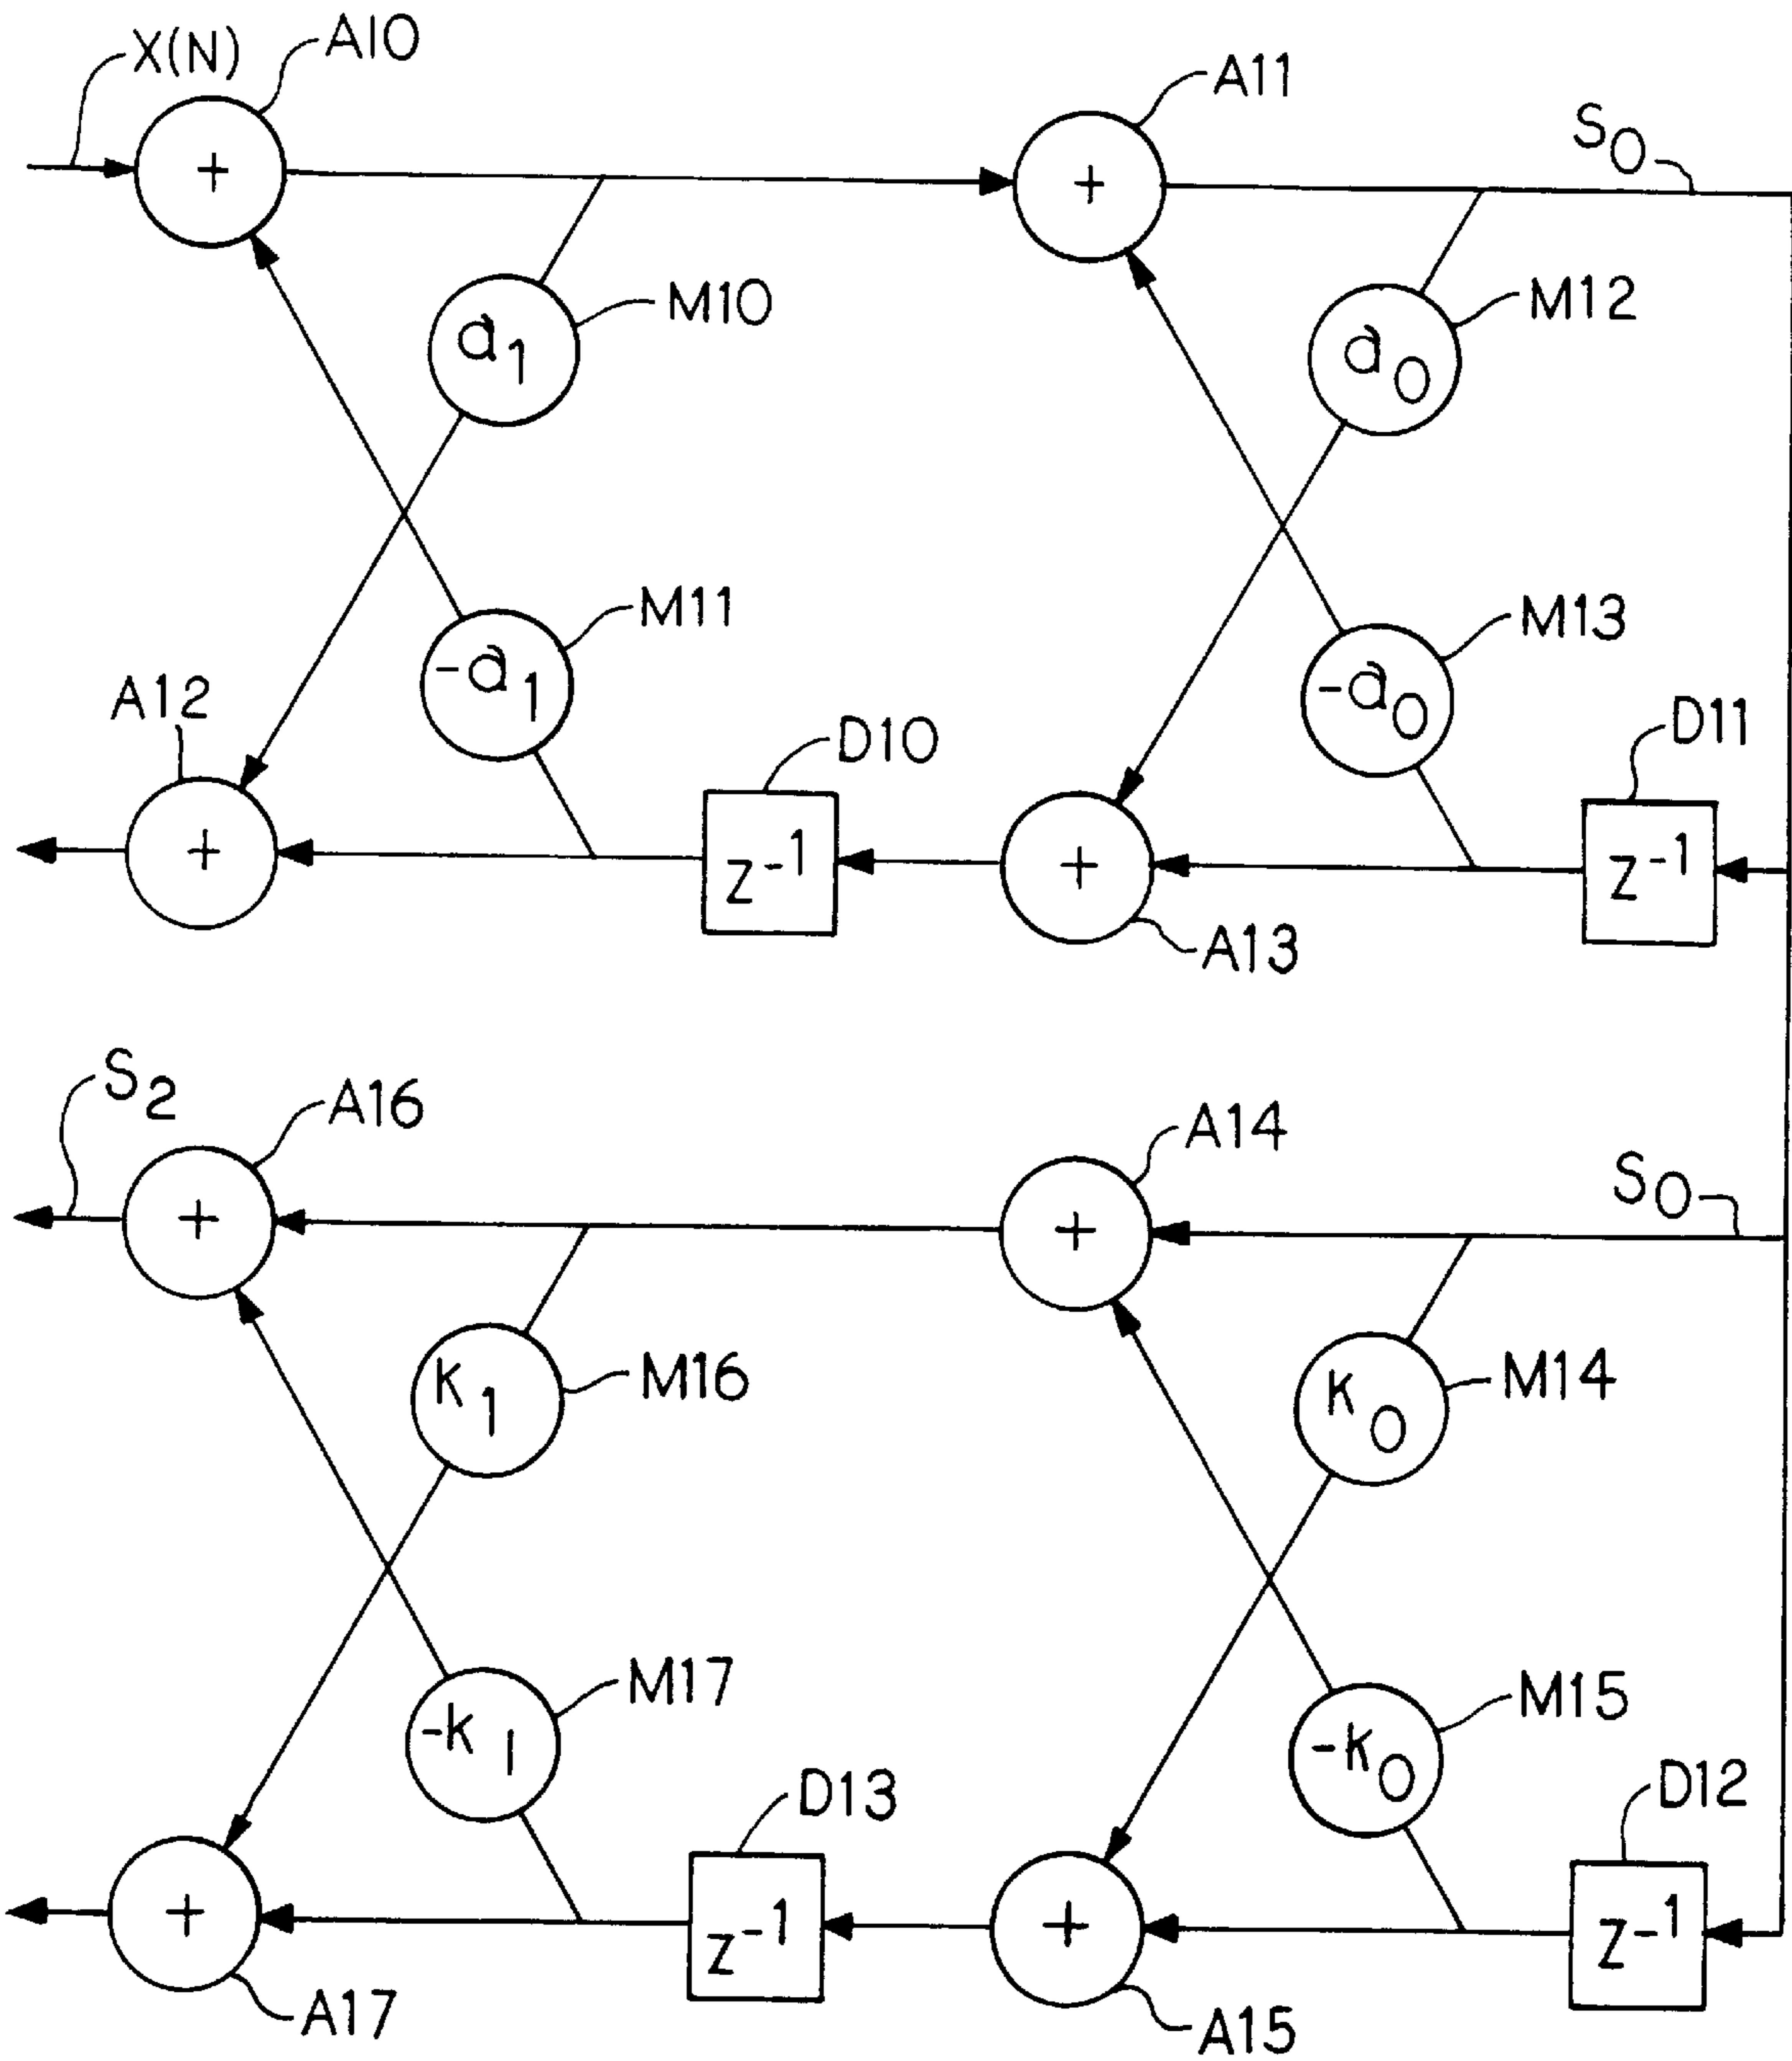 X(N)
A10
A11
S0
+
+
M10
M12
a1
a0
M11
M13
-a1
-a0
A12
D10
D11
+
z-1
+
z-1
A13
S2
A16
A14
S0
+
+
k1
M16
k0
M14
M17
M15
-k1
-k0
D13
D12
+
z-1
+
z-1
A17
A15